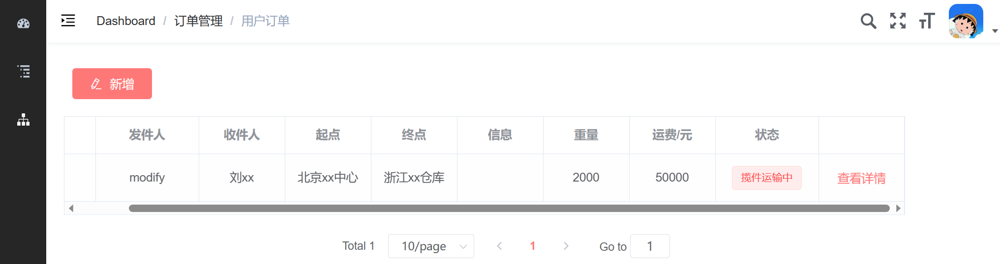 Dashboard / 订单管理 / 用户订单
新增
发件人 收件人 起点 终点 信息 重量 运费/元 状态
modify 刘xx 北京xx中心 浙江xx仓库 2000 50000 揽件运输中 查看详情
Total 1 10/page 1 Go to 1